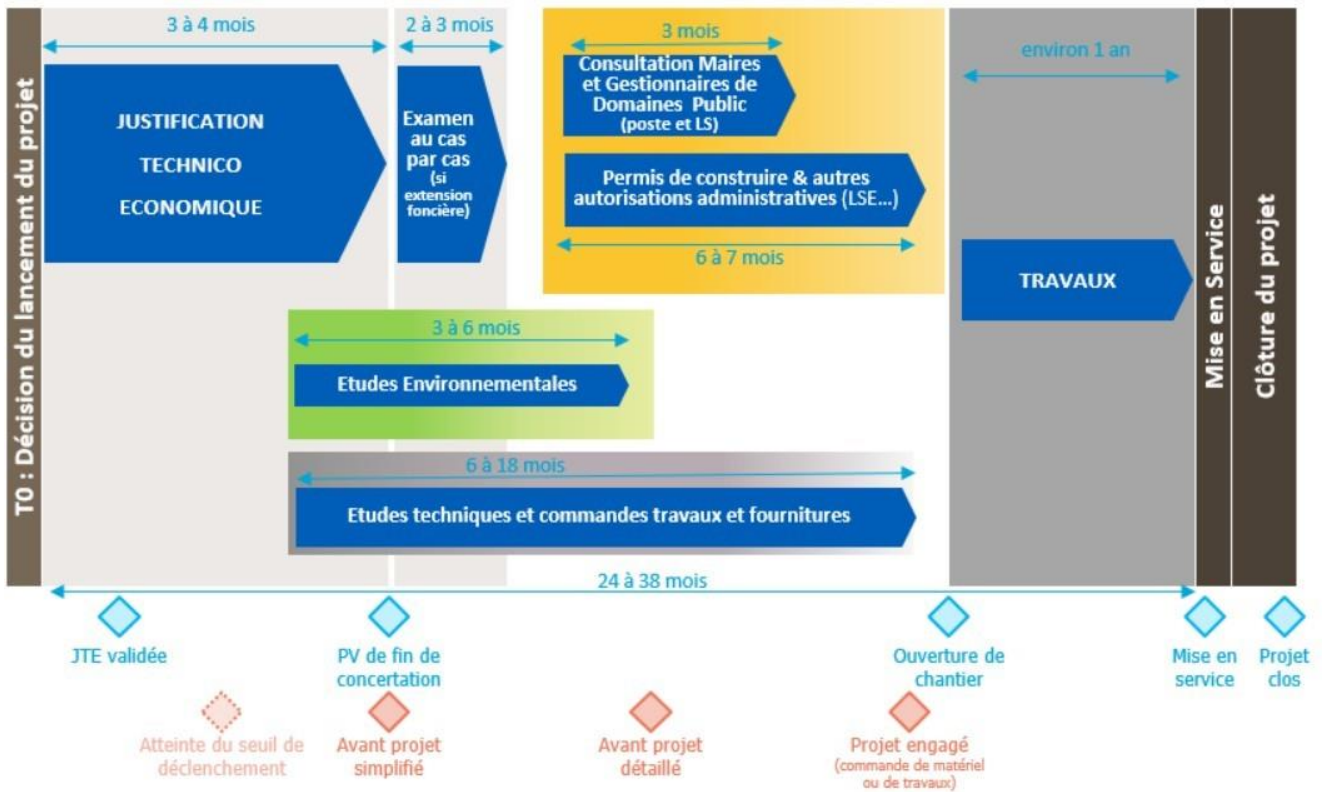 T0 : Décision du lancement du projet
3 à 4 mois
JUSTIFICATION
TECHNICO
ECONOMIQUE
2 à 3 mois
Examen
au cas
par cas
(si
extension
foncière)
3 mois
Consultation Maires
et Gestionnaires de
Domaines Public
(poste et LS)
Permis de construire & autres
autorisations administratives (LSE...)
6 à 7 mois
environ 1 an
TRAVAUX
Mise en Service
Clôture du projet
3 à 6 mois
Etudes Environnementales
6 à 18 mois
Etudes techniques et commandes travaux et fournitures
24 à 38 mois
JTE validée
PV de fin de
concertation
Ouverture de
chantier
Mise en
service
Projet
clos
Atteinte du seuil de
déclenchement
Avant projet
simplifié
Avant projet
détaillé
Projet engagé
(commande de matériel
ou de travaux)